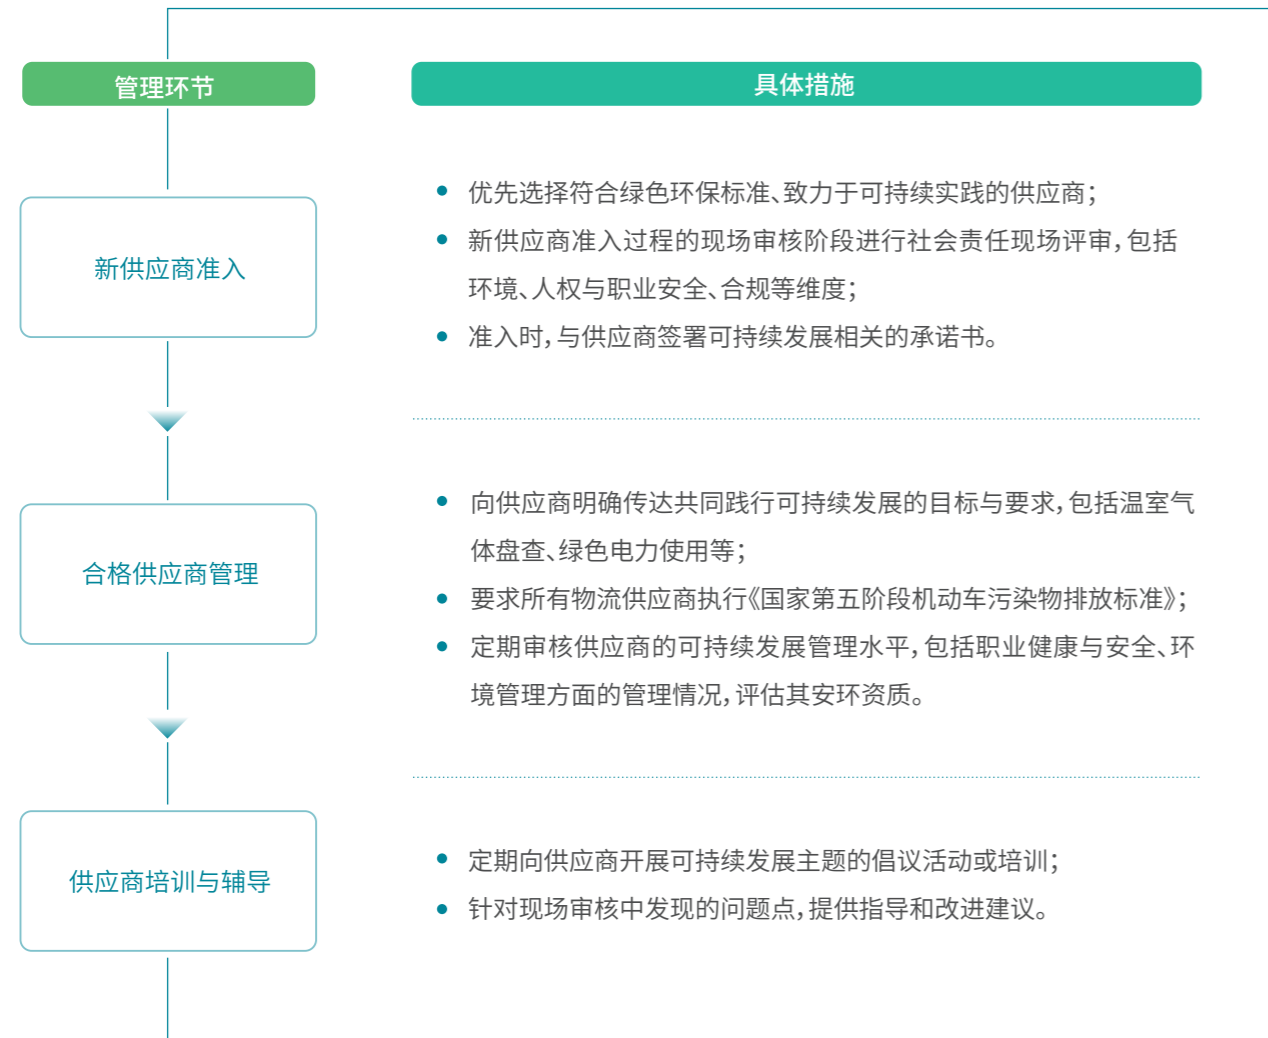 管理环节
具体措施
新供应商准入
优先选择符合绿色环保标准、致力于可持续实践的供应商；
新供应商准入过程的现场审核阶段进行社会责任现场评审，包括
环境、人权与职业安全、合规等维度；
准入时，与供应商签署可持续发展相关的承诺书。
合格供应商管理
向供应商明确传达共同践行可持续发展的目标与要求，包括温室气
体盘查、绿色电力使用等；
要求所有物流供应商执行《国家第五阶段机动车污染物排放标准》；
定期审核供应商的可持续发展管理水平，包括职业健康与安全、环
境管理方面的管理情况，评估其安环资质。
供应商培训与辅导
定期向供应商开展可持续发展主题的倡议活动或培训；
针对现场审核中发现的问题点，提供指导和改进建议。